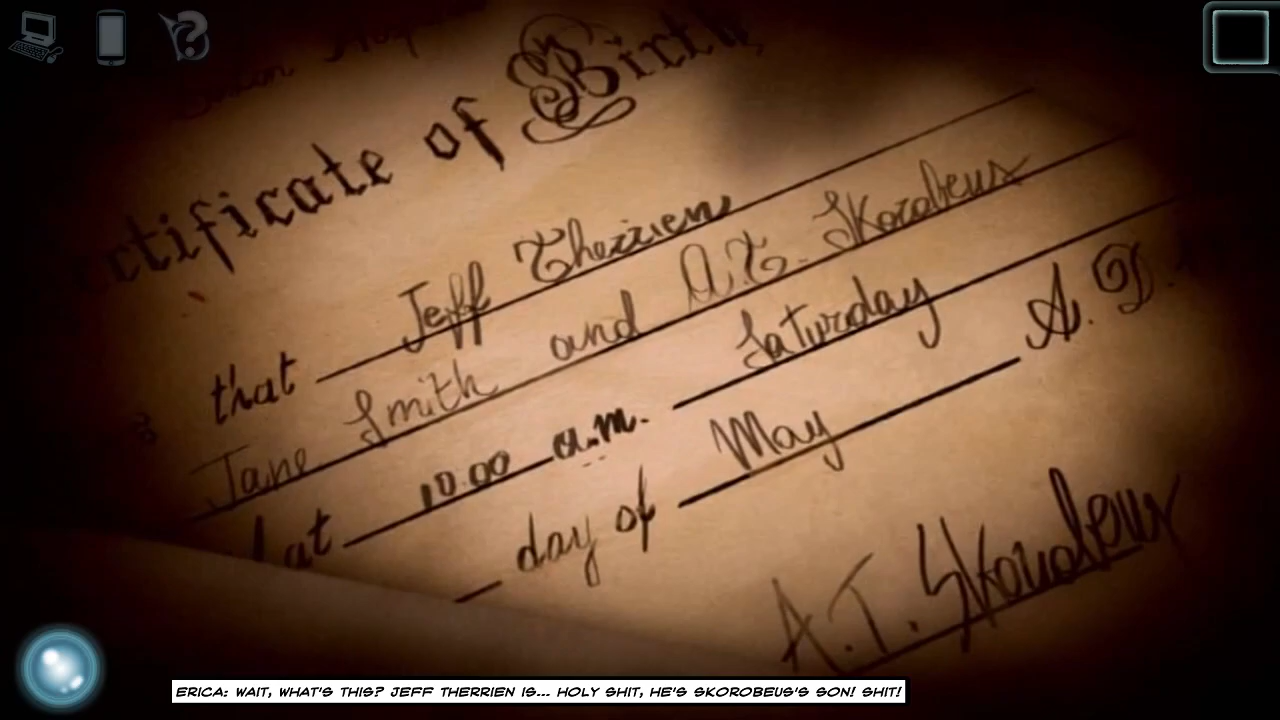 rtificate of Birth
that Jeff Therrien
Jane Smith and A.T. Skorobeus
at 10.00 a.m. Saturday
day of May A.D.
A.T. Skorobeus
ERICA: WAIT, WHAT'S THIS? JEFF THERRIEN IS... HOLY SHIT, HE'S SKOROBEUS'S SON! SHIT!